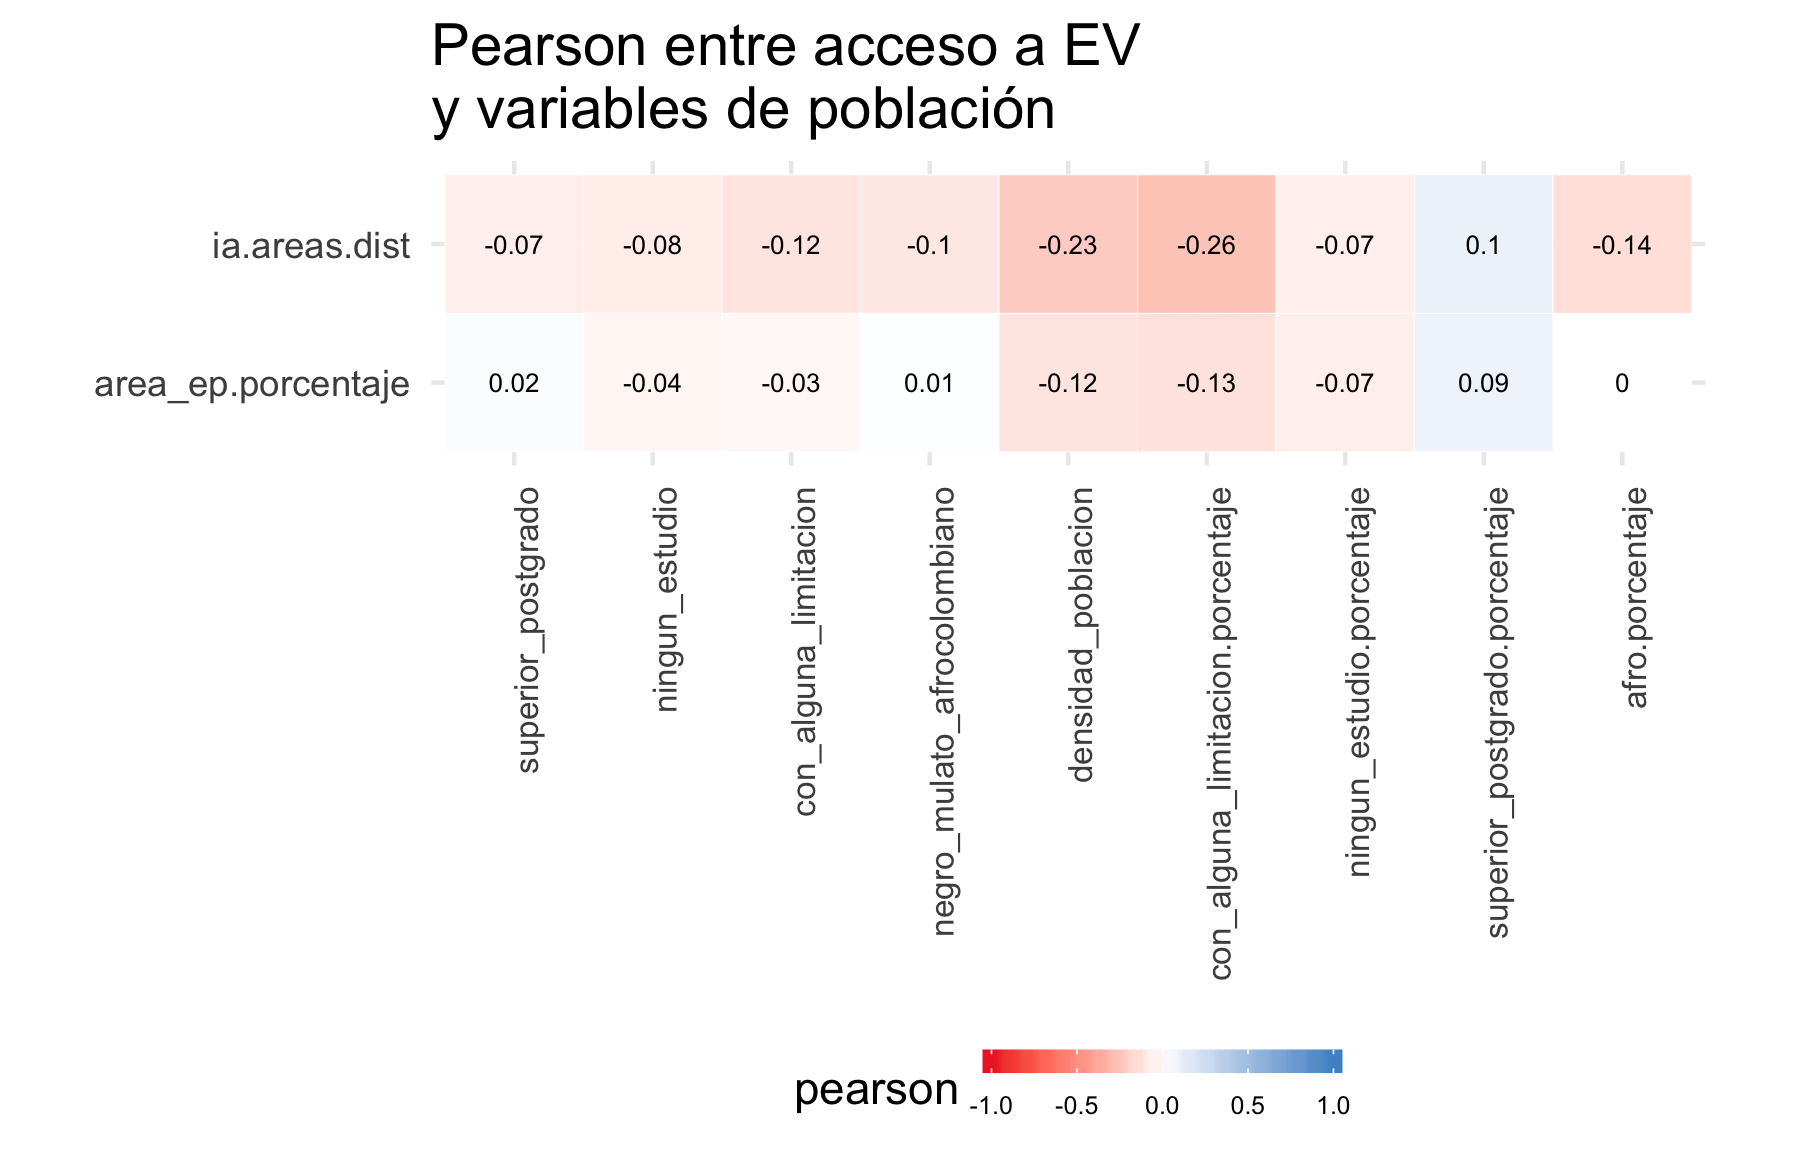 Pearson entre acceso a EV
y variables de población
ia.areas.dist
-0.07 -0.08 -0.12 -0.1 -0.23 -0.26 -0.07 0.1 -0.14
area_ep.porcentaje
0.02 -0.04 -0.03 0.01 -0.12 -0.13 -0.07 0.09 0
superior_postgrado
ningun_estudio
con_alguna_limitacion
negro_mulato_afrocolombiano
densidad_poblacion
con_alguna_limitacion.porcentaje
ningun_estudio.porcentaje
superior_postgrado.porcentaje
afro.porcentaje
pearson
-1.0 -0.5 0.0 0.5 1.0